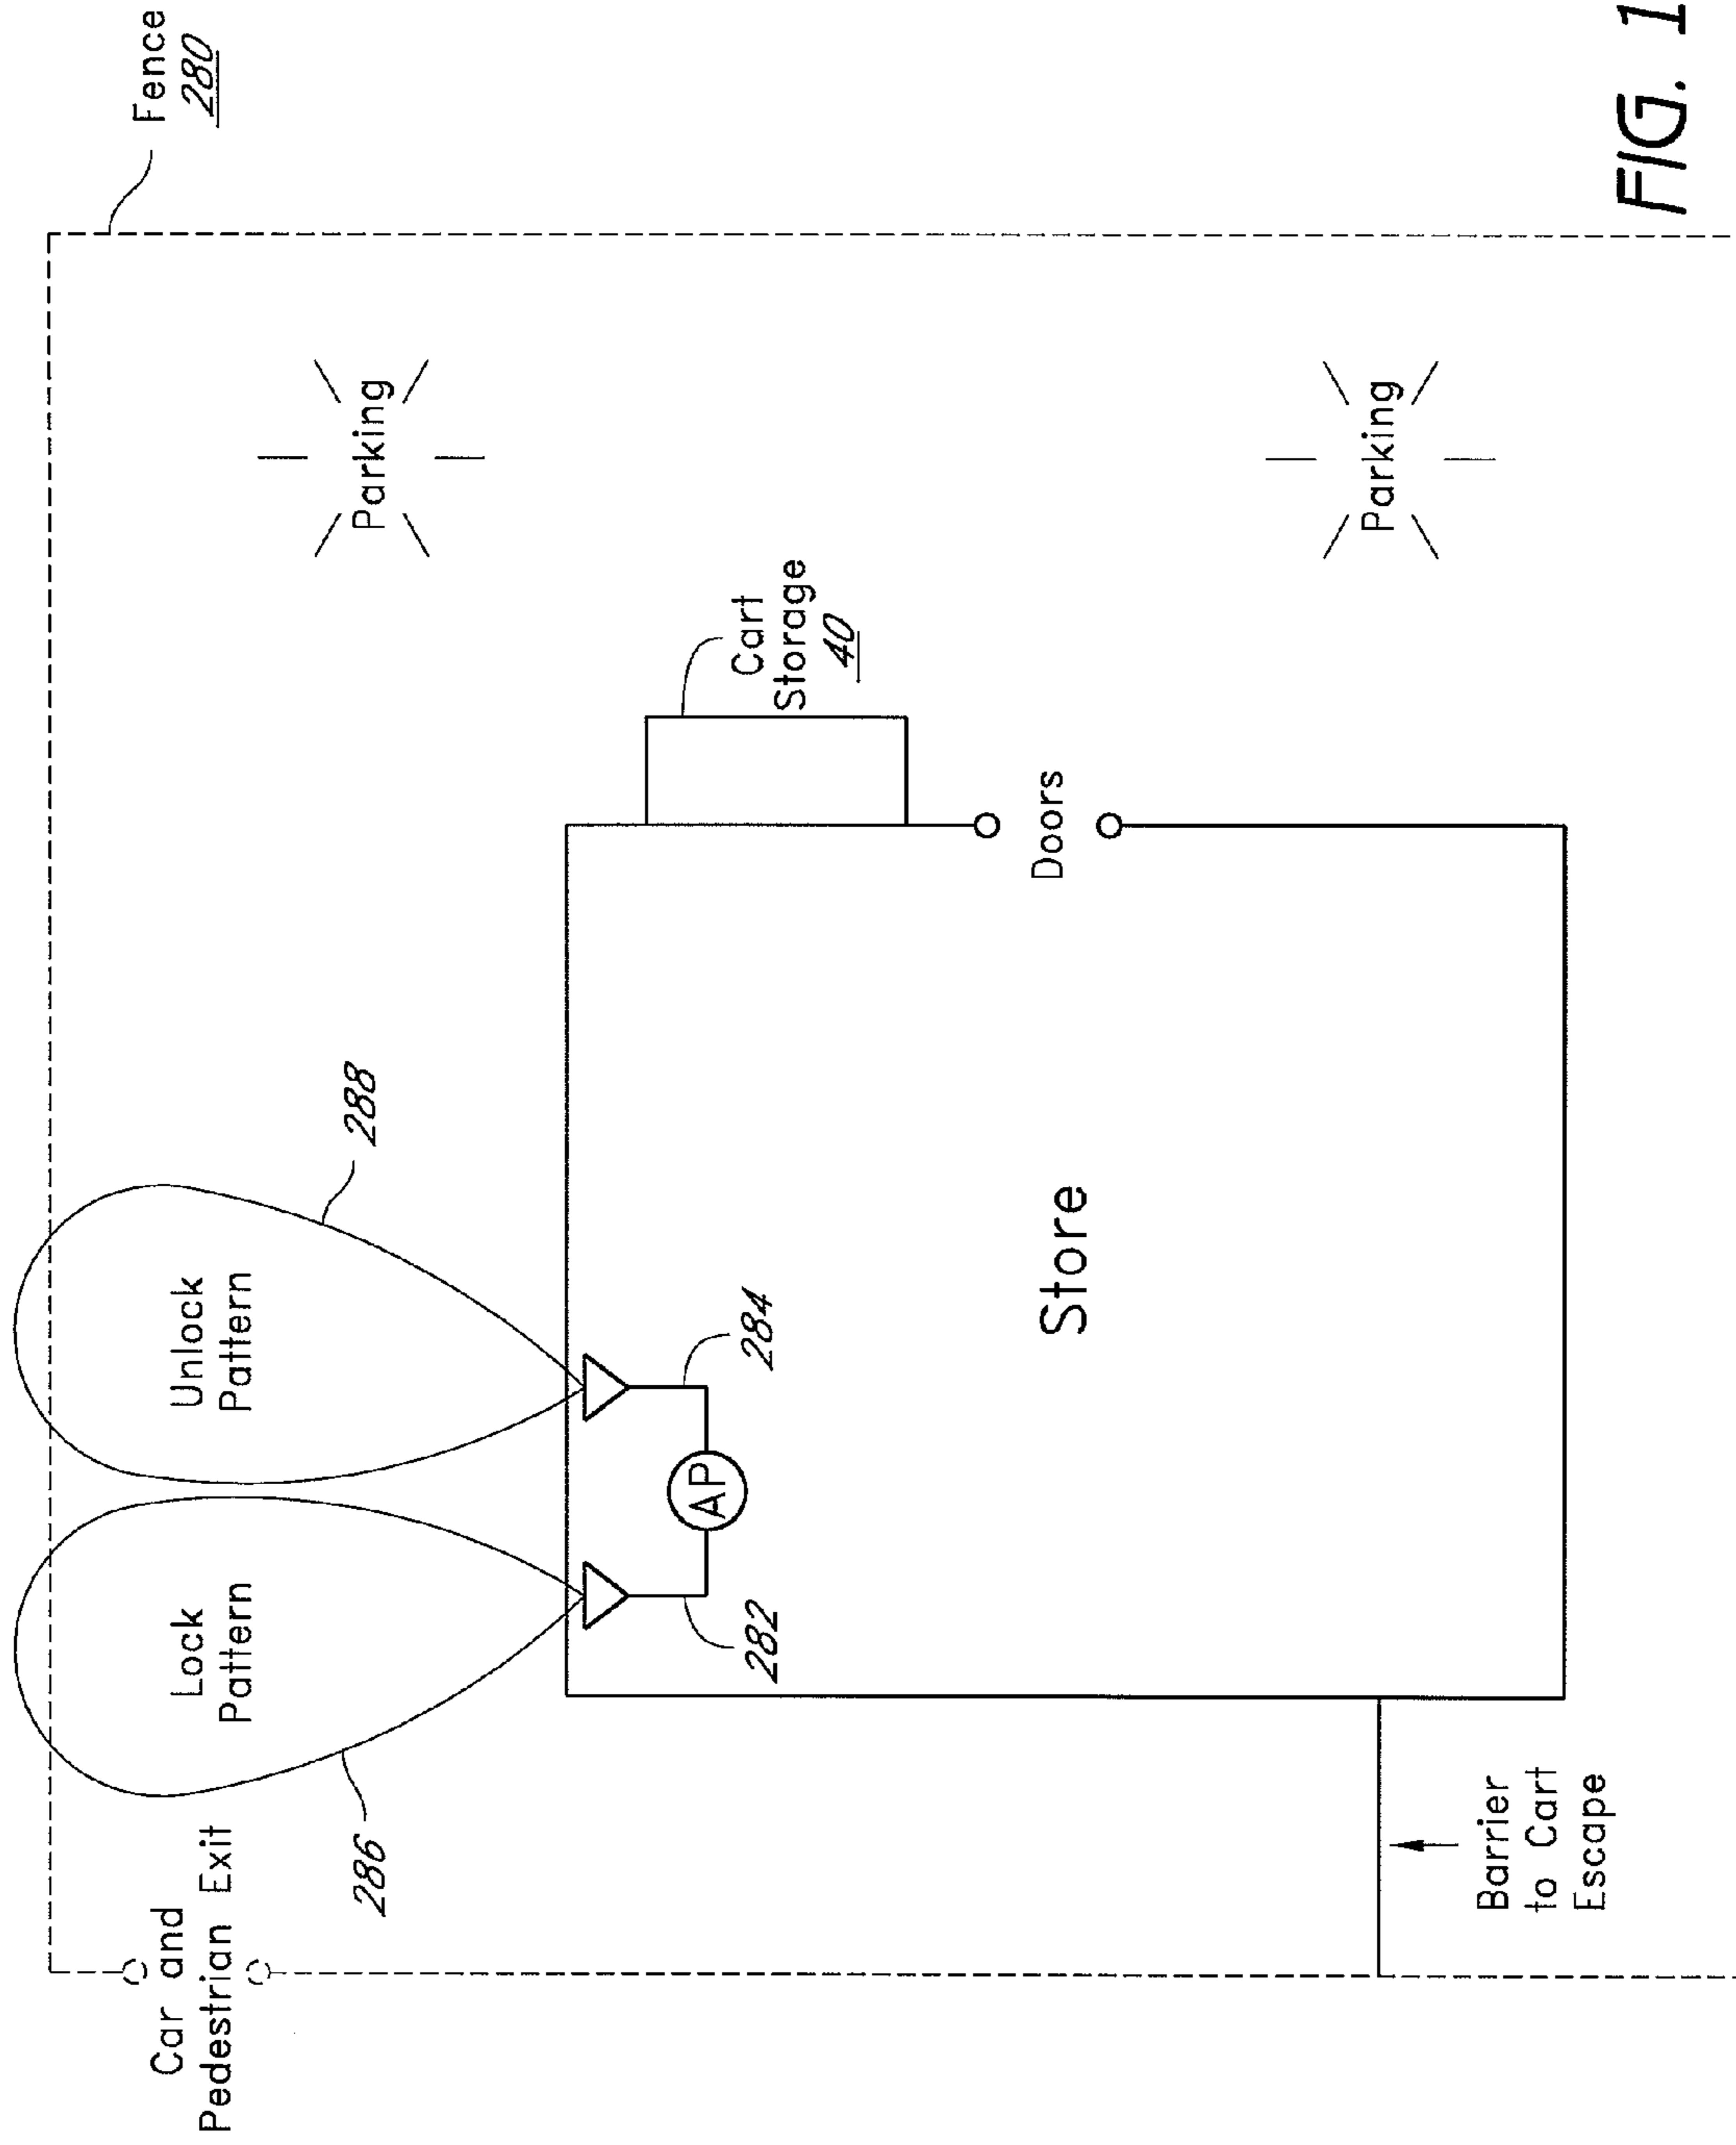 Car and
Pedestrian Exit
Fence
280
Lock
Pattern
Unlock
Pattern
286
288
Parking
282
284
AP
Cart
Storage
40
Store
Doors
Parking
Barrier
to Cart
Escape
FIG. 1